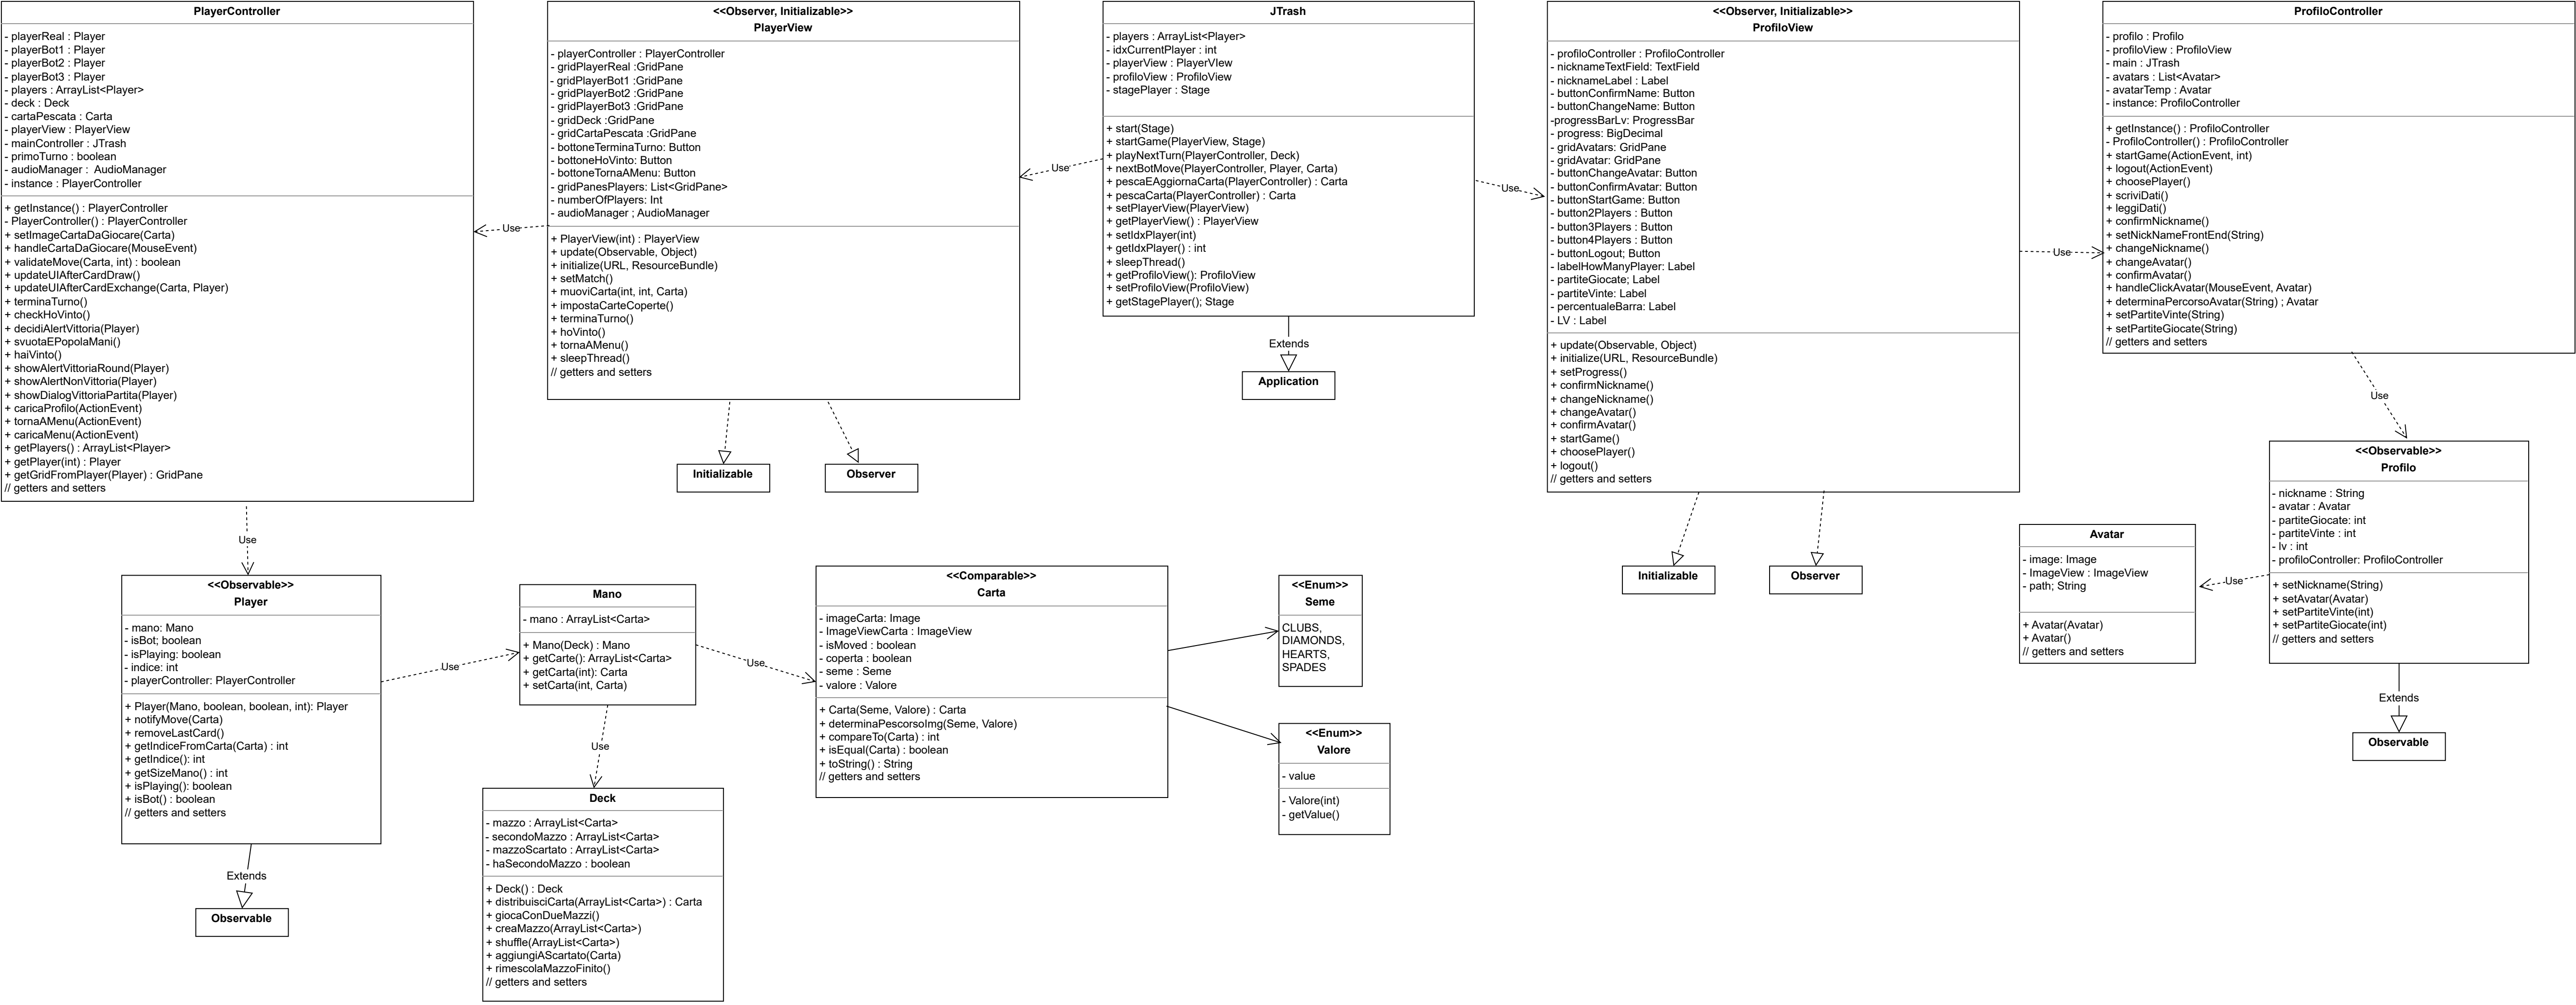 PlayerController
- playerReal : Player
- playerBot1 : Player
- playerBot2 : Player
- playerBot3 : Player
- players : ArrayList<Player>
- deck : Deck
- cartaPescata : Carta
- playerView : PlayerView
- mainController : JTrash
- primoTurno : boolean
- audioManager :  AudioManager
- instance : PlayerController
+ getInstance() : PlayerController
- PlayerController() : PlayerController
+ setImageCartaDaGiocare(Carta)
+ handleCartaDaGiocare(MouseEvent)
+ validateMove(Carta, int) : boolean
+ updateUIAfterCardDraw()
+ updateUIAfterCardExchange(Carta, Player)
+ terminaTurno()
+ checkHoVinto()
+ decidiAlertVittoria(Player)
+ svuotaEPopolaMani()
+ haiVinto()
+ showAlertVittoriaRound(Player)
+ showAlertNonVittoria(Player)
+ showDialogVittoriaPartita(Player)
+ caricaProfilo(ActionEvent)
+ tornaAMenu(ActionEvent)
+ caricaMenu(ActionEvent)
+ getPlayers() : ArrayList<Player>
+ getPlayer(int) : Player
+ getGridFromPlayer(Player) : GridPane
// getters and setters
Use
<<Observer, Initializable>>
PlayerView
- playerController : PlayerController
- gridPlayerReal :GridPane
- gridPlayerBot1 :GridPane
- gridPlayerBot2 :GridPane
- gridPlayerBot3 :GridPane
- gridDeck :GridPane
- gridCartaPescata :GridPane
- bottoneTerminaTurno: Button
- bottoneHoVinto: Button
- bottoneTornaAMenu: Button
- gridPanesPlayers: List<GridPane>
- numberOfPlayers: Int
- audioManager ; AudioManager
+ PlayerView(int) : PlayerView
+ update(Observable, Object)
+ initialize(URL, ResourceBundle)
+ setMatch()
+ muoviCarta(int, int, Carta)
+ impostaCarteCoperte()
+ terminaTurno()
+ hoVinto()
+ tornaAMenu()
+ sleepThread()
// getters and setters
Initializable
Observer
Use
JTrash
- players : ArrayList<Player>
- idxCurrentPlayer : int
- playerView : PlayerVIew
- profiloView : ProfiloView
- stagePlayer : Stage
+ start(Stage)
+ startGame(PlayerView, Stage)
+ playNextTurn(PlayerController, Deck)
+ nextBotMove(PlayerController, Player, Carta)
+ pescaEAggiornaCarta(PlayerController) : Carta
+ pescaCarta(PlayerController) : Carta
+ setPlayerView(PlayerView)
+ getPlayerView() : PlayerView
+ setIdxPlayer(int)
+ getIdxPlayer() : int
+ sleepThread()
+ getProfiloView(): ProfiloView
+ setProfiloView(ProfiloView)
+ getStagePlayer(); Stage
Extends
Application
Use
<<Observer, Initializable>>
ProfiloView
- profiloController : ProfiloController
- nicknameTextField: TextField
- nicknameLabel : Label
- buttonConfirmName: Button
- buttonChangeName: Button
-progressBarLv: ProgressBar
- progress: BigDecimal
- gridAvatars: GridPane
- gridAvatar: GridPane
- buttonChangeAvatar: Button
- buttonConfirmAvatar: Button
- buttonStartGame: Button
- button2Players : Button
- button3Players : Button
- button4Players : Button
- buttonLogout; Button
- labelHowManyPlayer: Label
- partiteGiocate; Label
- partiteVinte: Label
- percentualeBarra: Label
- LV : Label
+ update(Observable, Object)
+ initialize(URL, ResourceBundle)
+ setProgress()
+ confirmNickname()
+ changeNickname()
+ changeAvatar()
+ confirmAvatar()
+ startGame()
+ choosePlayer()
+ logout()
// getters and setters
Initializable
Observer
Use
ProfiloController
- profilo : Profilo
- profiloView : ProfiloView
- main : JTrash
- avatars : List<Avatar>
- avatarTemp : Avatar
- instance: ProfiloController
+ getInstance() : ProfiloController
- ProfiloController() : ProfiloController
+ startGame(ActionEvent, int)
+ logout(ActionEvent)
+ choosePlayer()
+ scriviDati()
+ leggiDati()
+ confirmNickname()
+ setNickNameFrontEnd(String)
+ changeNickname()
+ changeAvatar()
+ confirmAvatar()
+ handleClickAvatar(MouseEvent, Avatar)
+ determinaPercorsoAvatar(String) ; Avatar
+ setPartiteVinte(String)
+ setPartiteGiocate(String)
// getters and setters
Use
<<Observable>>
Profilo
- nickname : String
- avatar : Avatar
- partiteGiocate: int
- partiteVinte : int
- lv : int
- profiloController: ProfiloController
+ setNickname(String)
+ setAvatar(Avatar)
+ setPartiteVinte(int)
+ setPartiteGiocate(int)
// getters and setters
Extends
Observable
Use
Avatar
- image: Image
- ImageView : ImageView
- path; String
+ Avatar(Avatar)
+ Avatar()
// getters and setters
Use
<<Observable>>
Player
- mano: Mano
- isBot; boolean
- isPlaying: boolean
- indice: int
- playerController: PlayerController
+ Player(Mano, boolean, boolean, int): Player
+ notifyMove(Carta)
+ removeLastCard()
+ getIndiceFromCarta(Carta) : int
+ getIndice(): int
+ getSizeMano() : int
+ isPlaying(): boolean
+ isBot() : boolean
// getters and setters
Extends
Observable
Use
Mano
- mano : ArrayList<Carta>
+ Mano(Deck) : Mano
+ getCarte(): ArrayList<Carta>
+ getCarta(int): Carta
+ setCarta(int, Carta)
Use
Deck
- mazzo : ArrayList<Carta>
- secondoMazzo : ArrayList<Carta>
- mazzoScartato : ArrayList<Carta>
- haSecondoMazzo : boolean
+ Deck() : Deck
+ distribuisciCarta(ArrayList<Carta>) : Carta
+ giocaConDueMazzi()
+ creaMazzo(ArrayList<Carta>)
+ shuffle(ArrayList<Carta>)
+ aggiungiAScartato(Carta)
+ rimescolaMazzoFinito()
// getters and setters
Use
<<Comparable>>
Carta
- imageCarta: Image
- ImageViewCarta : ImageView
- isMoved : boolean
- coperta : boolean
- seme : Seme
- valore : Valore
+ Carta(Seme, Valore) : Carta
+ determinaPescorsoImg(Seme, Valore)
+ compareTo(Carta) : int
+ isEqual(Carta) : boolean
+ toString() : String
// getters and setters
<<Enum>>
Seme
CLUBS,
DIAMONDS,
HEARTS,
SPADES
<<Enum>>
Valore
- value
- Valore(int)
- getValue()